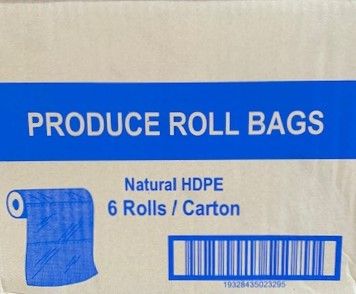 PRODUCE ROLL BAGS
Natural HDPE
6 Rolls / Carton
19328435023295